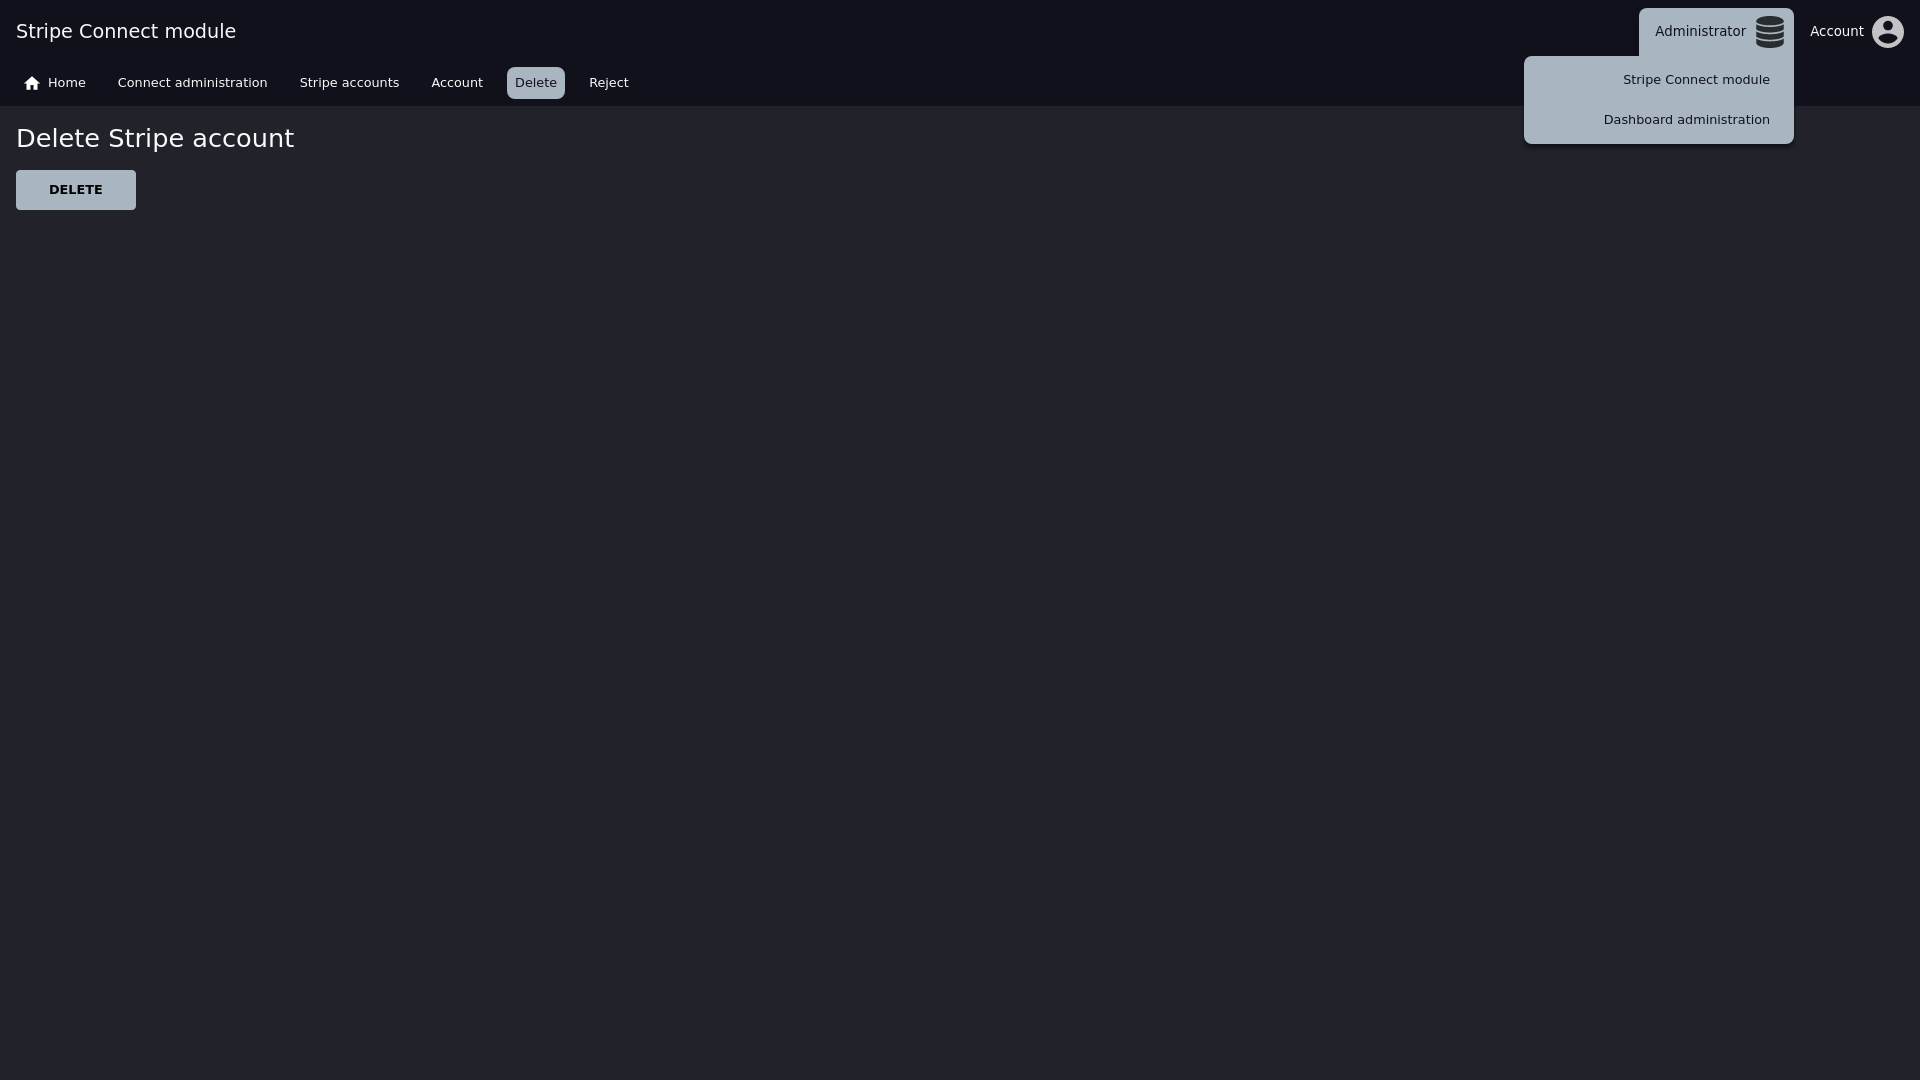 Stripe Connect module
Administrator
Account
Stripe Connect module
Dashboard administration
Home
Connect administration
Stripe accounts
Account
Delete
Reject
Delete Stripe account
DELETE